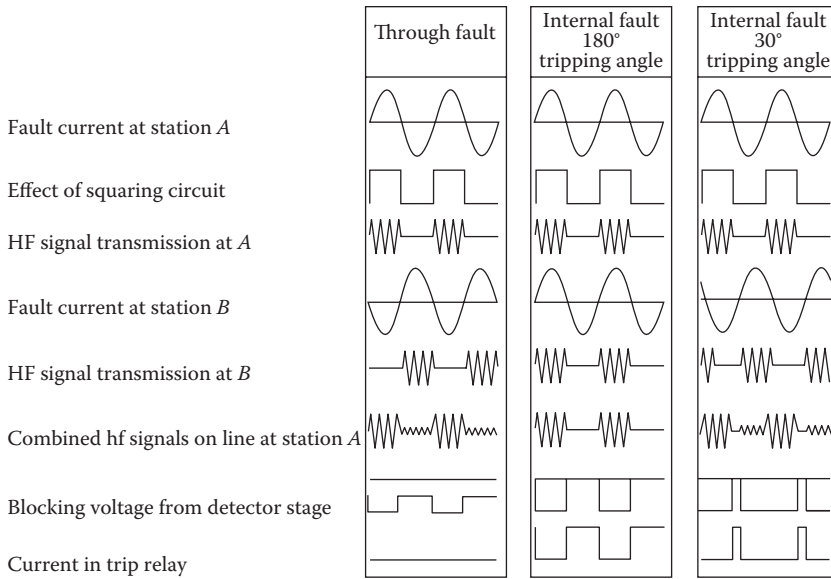 Through fault
Internal fault
180°
tripping angle
Internal fault
30°
tripping angle
Fault current at station A
Effect of squaring circuit
HF signal transmission at A
Fault current at station B
HF signal transmission at B
Combined hf signals on line at station A
Blocking voltage from detector stage
Current in trip relay